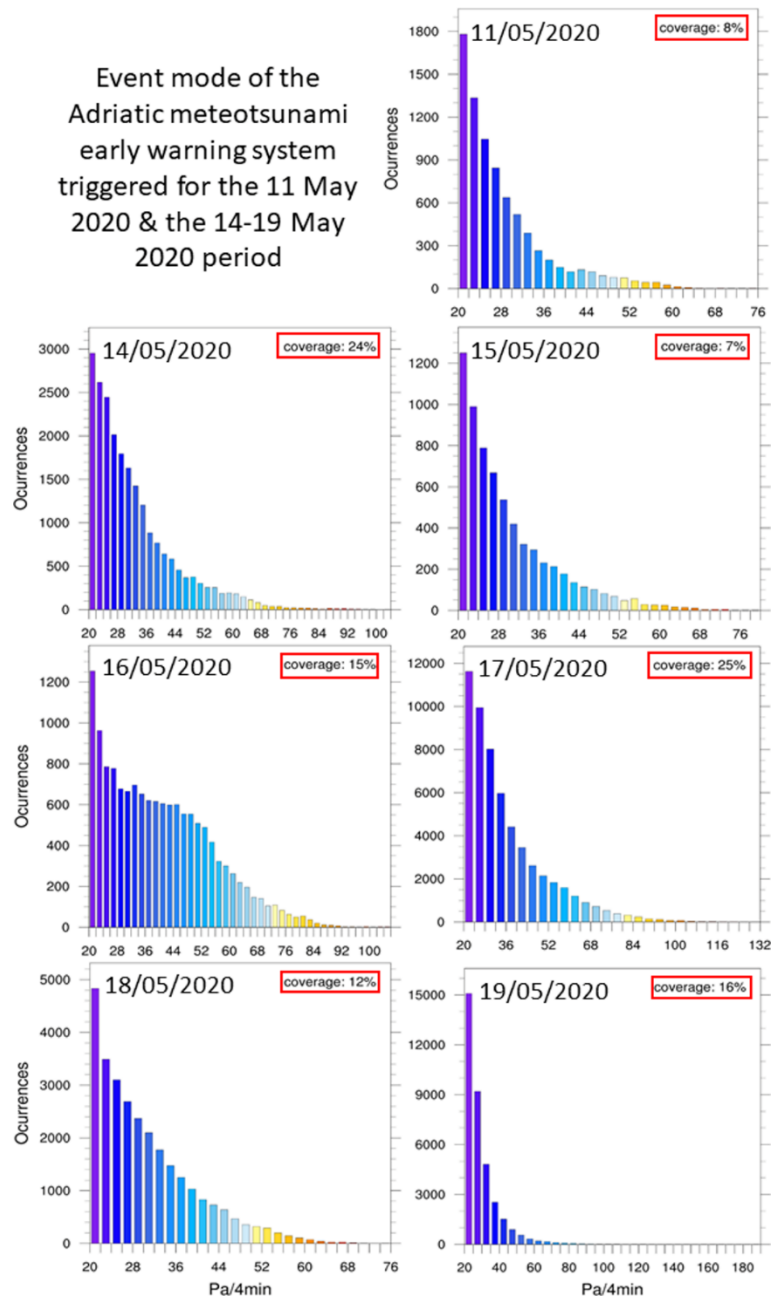 Event mode of the
Adriatic meteotsunami
early warning system
triggered for the 11 May
2020 & the 14-19 May
2020 period
11/05/2020
coverage: 8%
Ocurrences
1800
1500
1200
900
600
300
0
20 28 36 44 52 60 68 76
14/05/2020
coverage: 24%
Ocurrences
3000
2500
2000
1500
1000
500
0
20 28 36 44 52 60 68 76 84 92 100
15/05/2020
coverage: 7%
Ocurrences
1200
1000
800
600
400
200
0
20 28 36 44 52 60 68 76
16/05/2020
coverage: 15%
Ocurrences
1200
1000
800
600
400
200
0
20 28 36 44 52 60 68 76 84 92 100
17/05/2020
coverage: 25%
12000
10000
8000
6000
4000
2000
0
20 36 52 68 84 100 116 132
18/05/2020
coverage: 12%
Ocurrences
5000
4000
3000
2000
1000
0
20 28 36 44 52 60 68 76
Pa/4min
19/05/2020
coverage: 16%
15000
12000
9000
6000
3000
0
20 40 60 80 100 120 140 160 180
Pa/4min